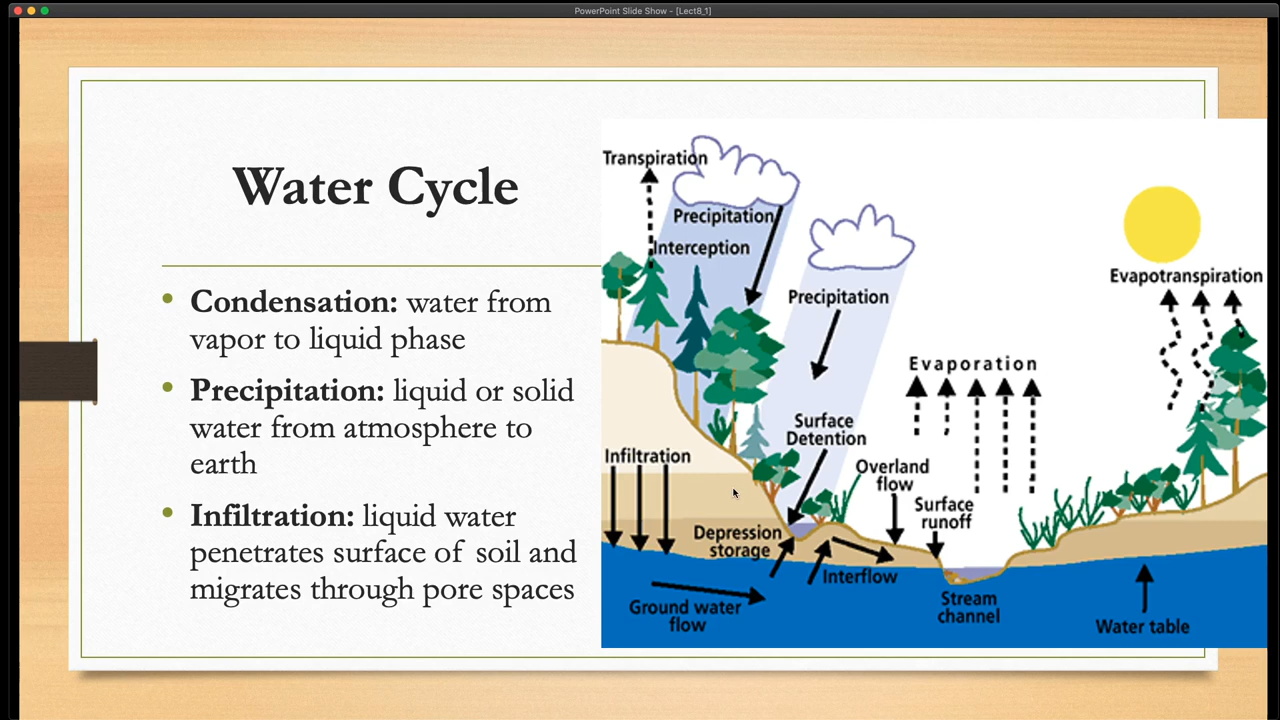 PowerPoint Slide Show - [Lect8_1]
Water Cycle
• Condensation: water from
vapor to liquid phase
• Precipitation: liquid or solid
water from atmosphere to
earth
• Infiltration: liquid water
penetrates surface of soil and
migrates through pore spaces
Transpiration
Precipitation
Interception
Precipitation
Evapotranspiration
Evaporation
Surface
Detention
Infiltration
Overland
flow
Surface
runoff
Depression
storage
Interflow
Ground water
flow
Stream
channel
Water table